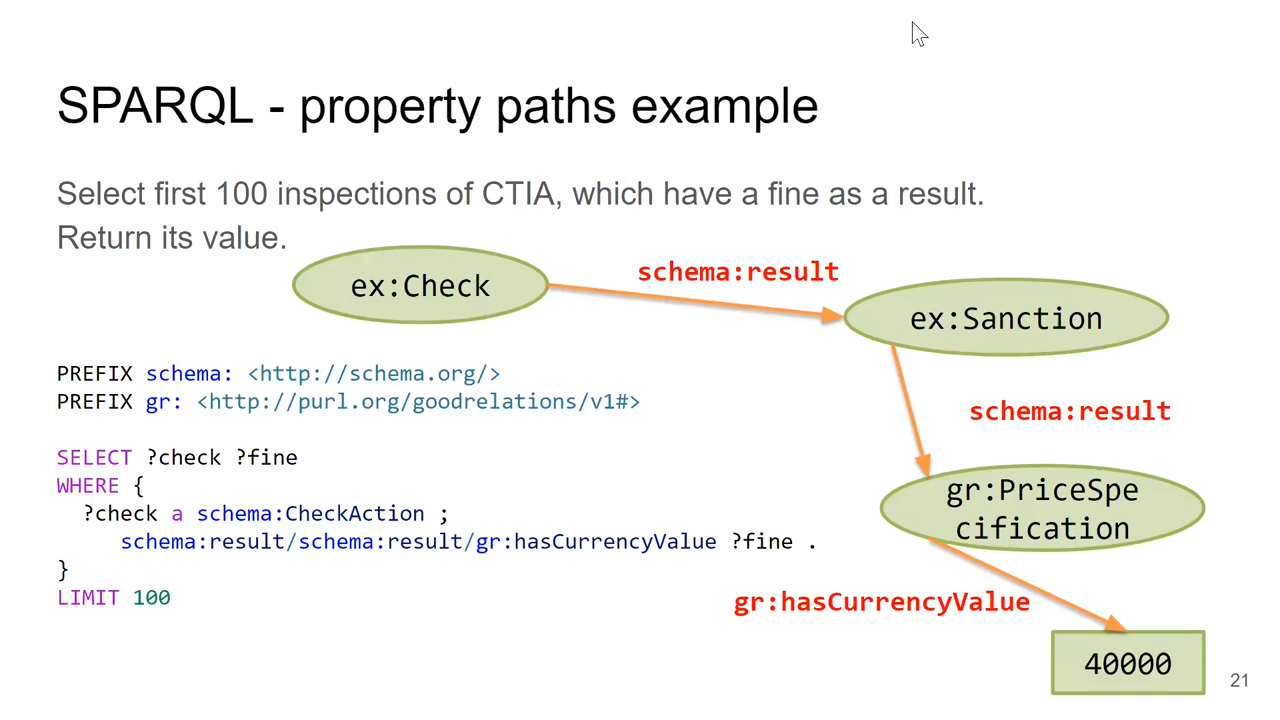 SPARQL - property paths example
Select first 100 inspections of CTIA, which have a fine as a result.
Return its value.
ex:Check
schema:result
ex:Sanction
schema:result
gr:PriceSpe
cification
gr:hasCurrencyValue
40000
PREFIX schema: <http://schema.org/>
PREFIX gr: <http://purl.org/goodrelations/v1#>
SELECT ?check ?fine
WHERE {
?check a schema:CheckAction ;
schema:result/schema:result/gr:hasCurrencyValue ?fine .
}
LIMIT 100
21